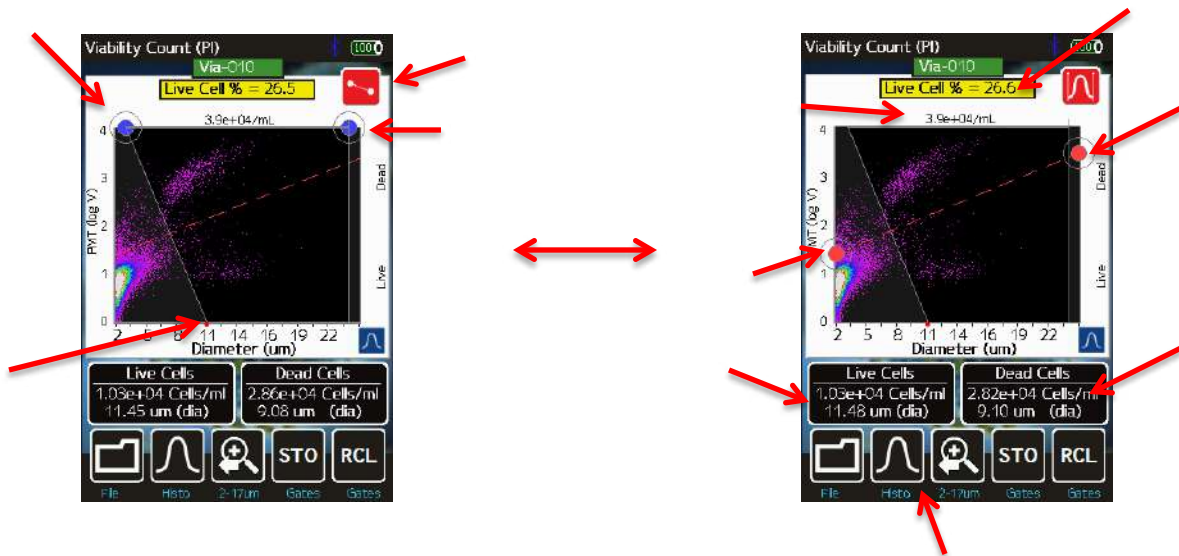 Viability Count (PI)
100
Via-010
Live Cell % = 26.5
3.9e+04/mL
4
3
2
1
0
PMT (log V)
Dead
Live
2 5 8 11 14 16 19 22
Diameter (um)
Live Cells
1.03e+04 Cells/ml
11.45 um (dia)
Dead Cells
2.86e+04 Cells/ml
9.08 um (dia)
STO
RCL
File
Histo
2-17um
Gates
Gates
Viability Count (PI)
Via-010
Live Cell % = 26.6
3.9e+04/mL
4
3
2
1
0
MT (log V)
Dead
Live
2 5 8 11 14 16 19 22
Diameter (um)
Live Cells
1.03e+04 Cells/ml
11.48 um (dia)
Dead Cells
2.82e+04 Cells/ml
9.10 um (dia)
STO
RCL
File
Histo
2-17um
Gates
Gates